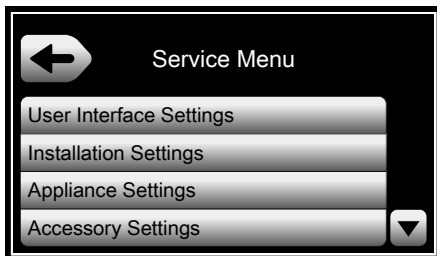 Service Menu
User Interface Settings
Installation Settings
Appliance Settings
Accessory Settings